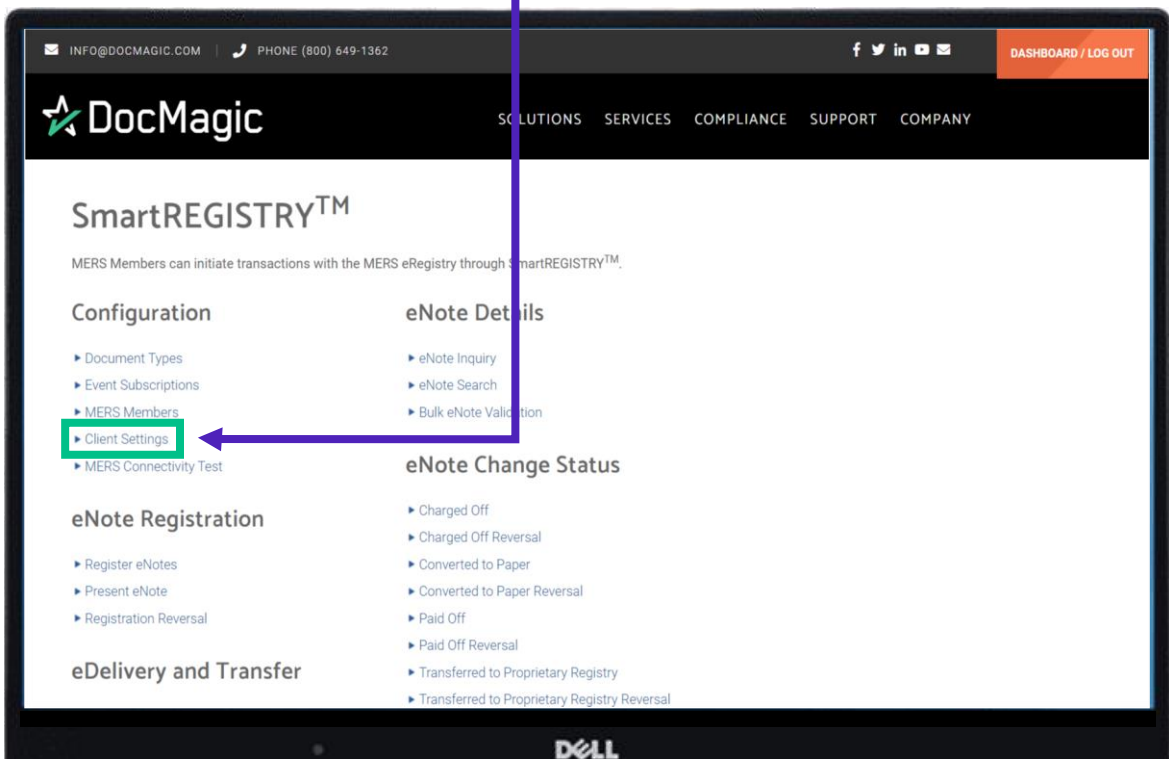 INFO@DOCMAGIC.COM | PHONE (800) 649-1362
DASHBOARD / LOG OUT
DocMagic
SOLUTIONS SERVICES COMPLIANCE SUPPORT COMPANY
SmartREGISTRY™
MERS Members can initiate transactions with the MERS eRegistry through SmartREGISTRY™.
Configuration
Document Types
Event Subscriptions
MERS Members
Client Settings
MERS Connectivity Test
eNote Registration
Register eNotes
Present eNote
Registration Reversal
eDelivery and Transfer
eNote Details
eNote Inquiry
eNote Search
Bulk eNote Validation
eNote Change Status
Charged Off
Charged Off Reversal
Converted to Paper
Converted to Paper Reversal
Paid Off
Paid Off Reversal
Transferred to Proprietary Registry
Transferred to Proprietary Registry Reversal
DELL